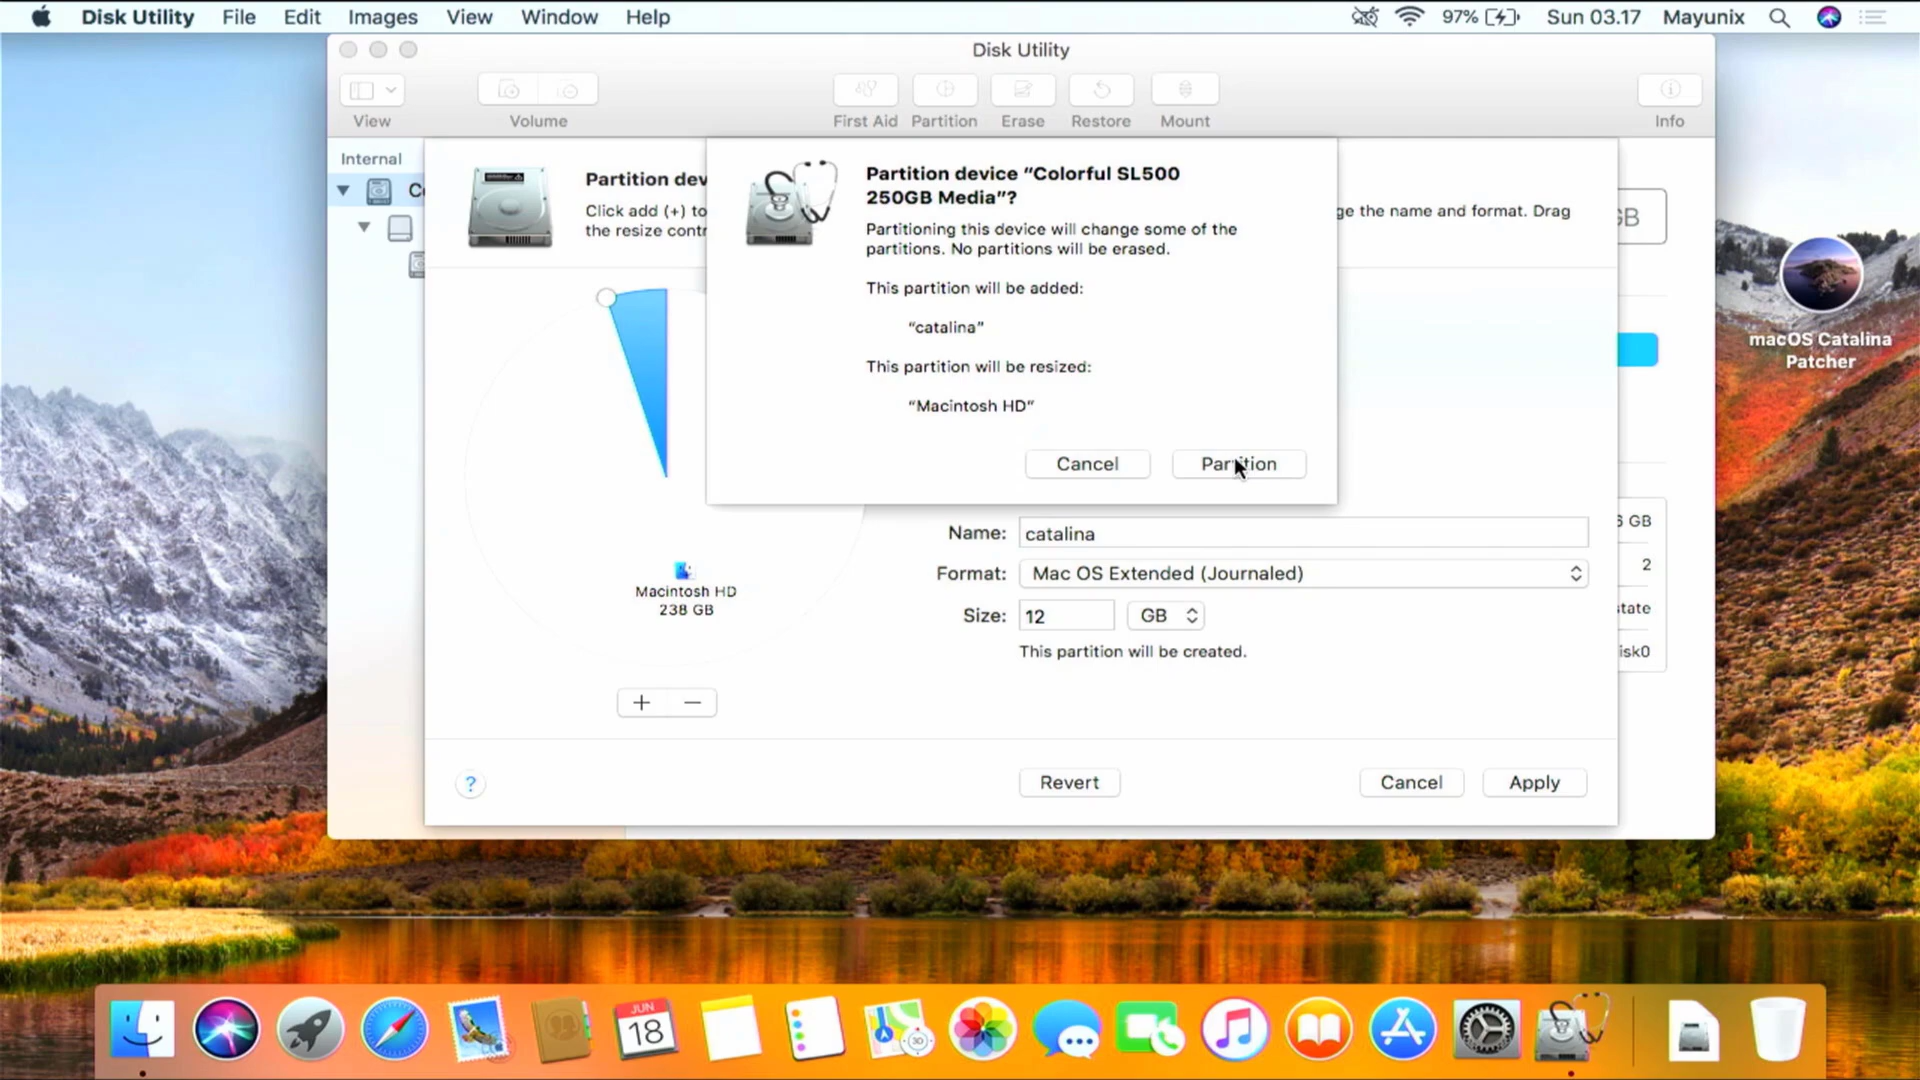 Disk Utility File Edit Images View Window Help 97% Sun 03.17 Mayunix
Disk Utility
View Volume First Aid Partition Erase Restore Mount Info
Internal
Partition device “Colorful SL500
250GB Media”?
Partitioning this device will change some of the
partitions. No partitions will be erased.
This partition will be added:
“catalina”
This partition will be resized:
“Macintosh HD“
Cancel Partition
Partition
Click add (+) to
the resize
ge the name and format. Drag
GB
Macintosh HD
238 GB
+ −
Name: catalina
Format: Mac OS Extended (Journaled)
Size: 12 GB
This partition will be created.
GB
2
? Revert Cancel Apply
macOS Catalina
Patcher
JUN
18
3D